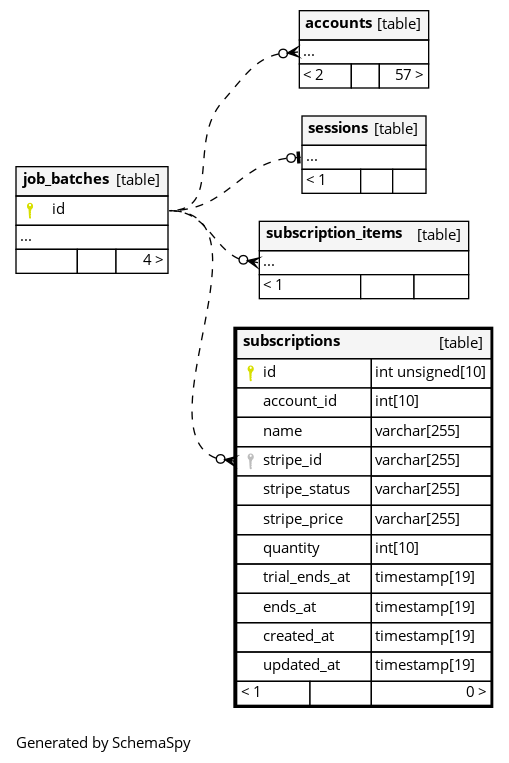 accounts [table]
...
< 2 57 >
sessions [table]
...
< 1
job_batches [table]
id
...
4 >
subscription_items [table]
...
< 1
subscriptions [table]
id int unsigned[10]
account_id int[10]
name varchar[255]
stripe_id varchar[255]
stripe_status varchar[255]
stripe_price varchar[255]
quantity int[10]
trial_ends_at timestamp[19]
ends_at timestamp[19]
created_at timestamp[19]
updated_at timestamp[19]
< 1 0 >
Generated by SchemaSpy